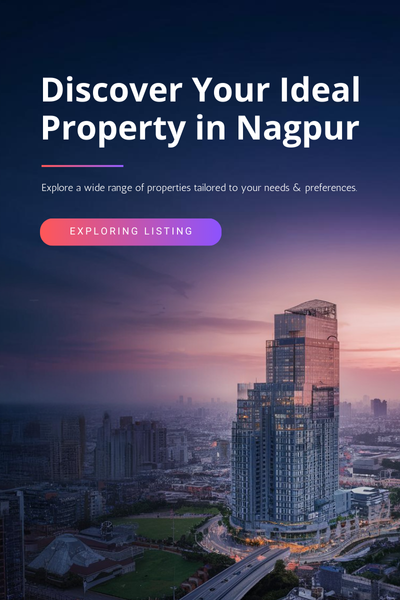 Discover Your Ideal
Property in Nagpur
Explore a wide range of properties tailored to your needs & preferences.
EXPLORING LISTING